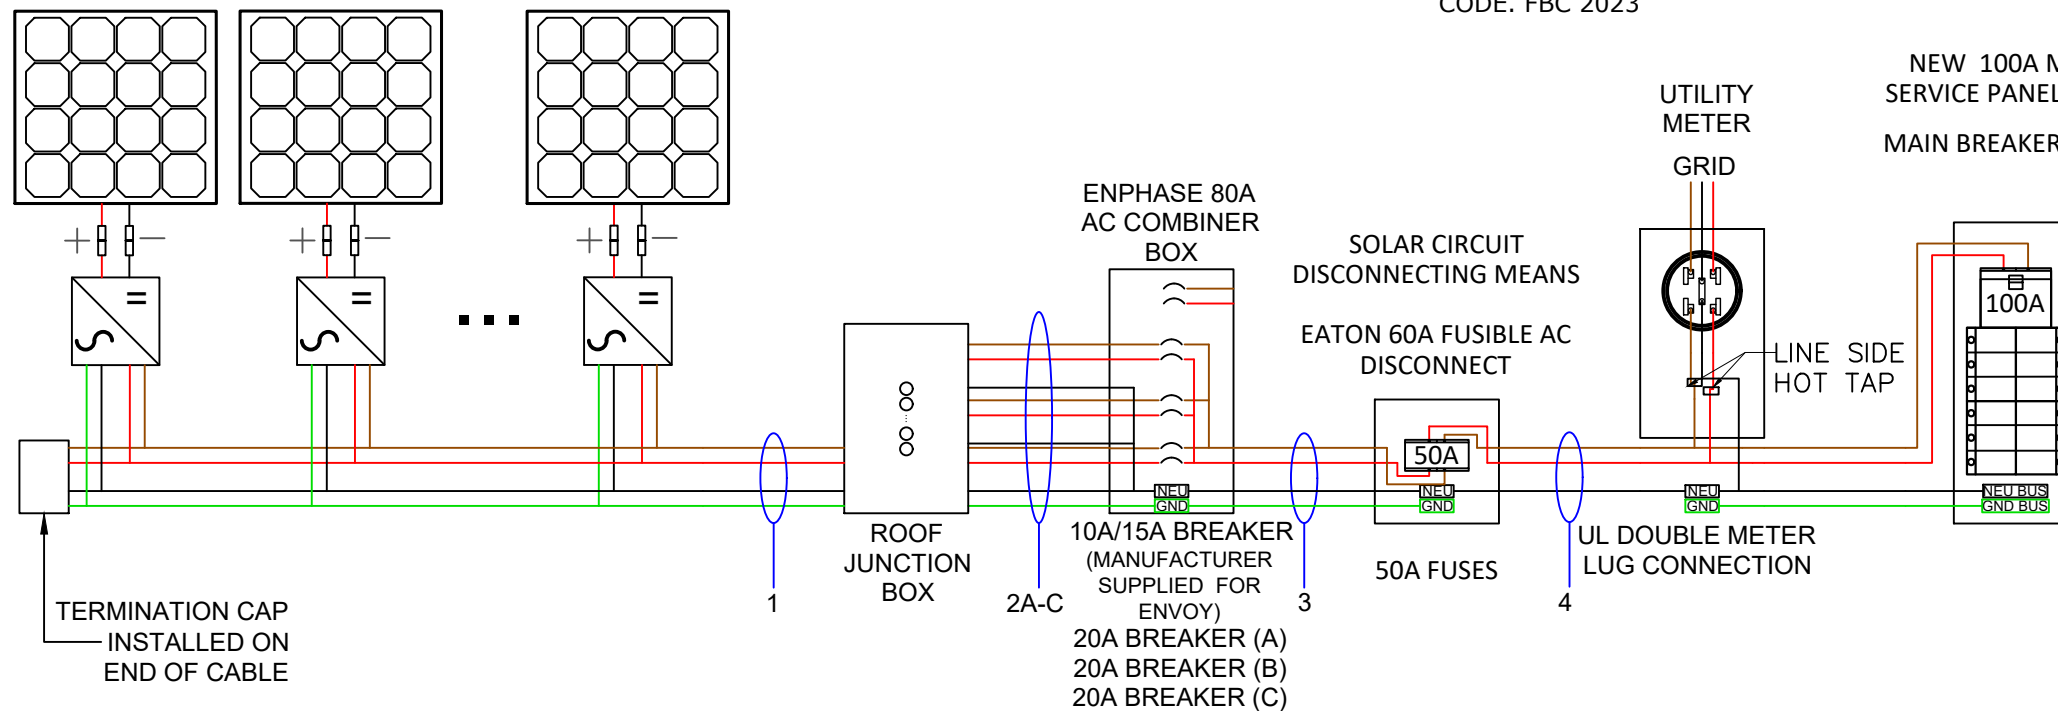 CODE: FBC 2023
NEW 100A M
SERVICE PANEL
MAIN BREAKER
UTILITY
METER
GRID
ENPHASE 80A
AC COMBINER
BOX
SOLAR CIRCUIT
DISCONNECTING MEANS
EATON 60A FUSIBLE AC
DISCONNECT
100A
LINE SIDE
HOT TAP
50A
NEU
GND
NEU
GND
NEU
GND
NEU BUS
GND BUS
ROOF
JUNCTION
BOX
10A/15A BREAKER
(MANUFACTURER
SUPPLIED FOR
ENVOY)
20A BREAKER (A)
20A BREAKER (B)
20A BREAKER (C)
50A FUSES
UL DOUBLE METER
LUG CONNECTION
1
2A-C
3
4
TERMINATION CAP
INSTALLED ON
END OF CABLE